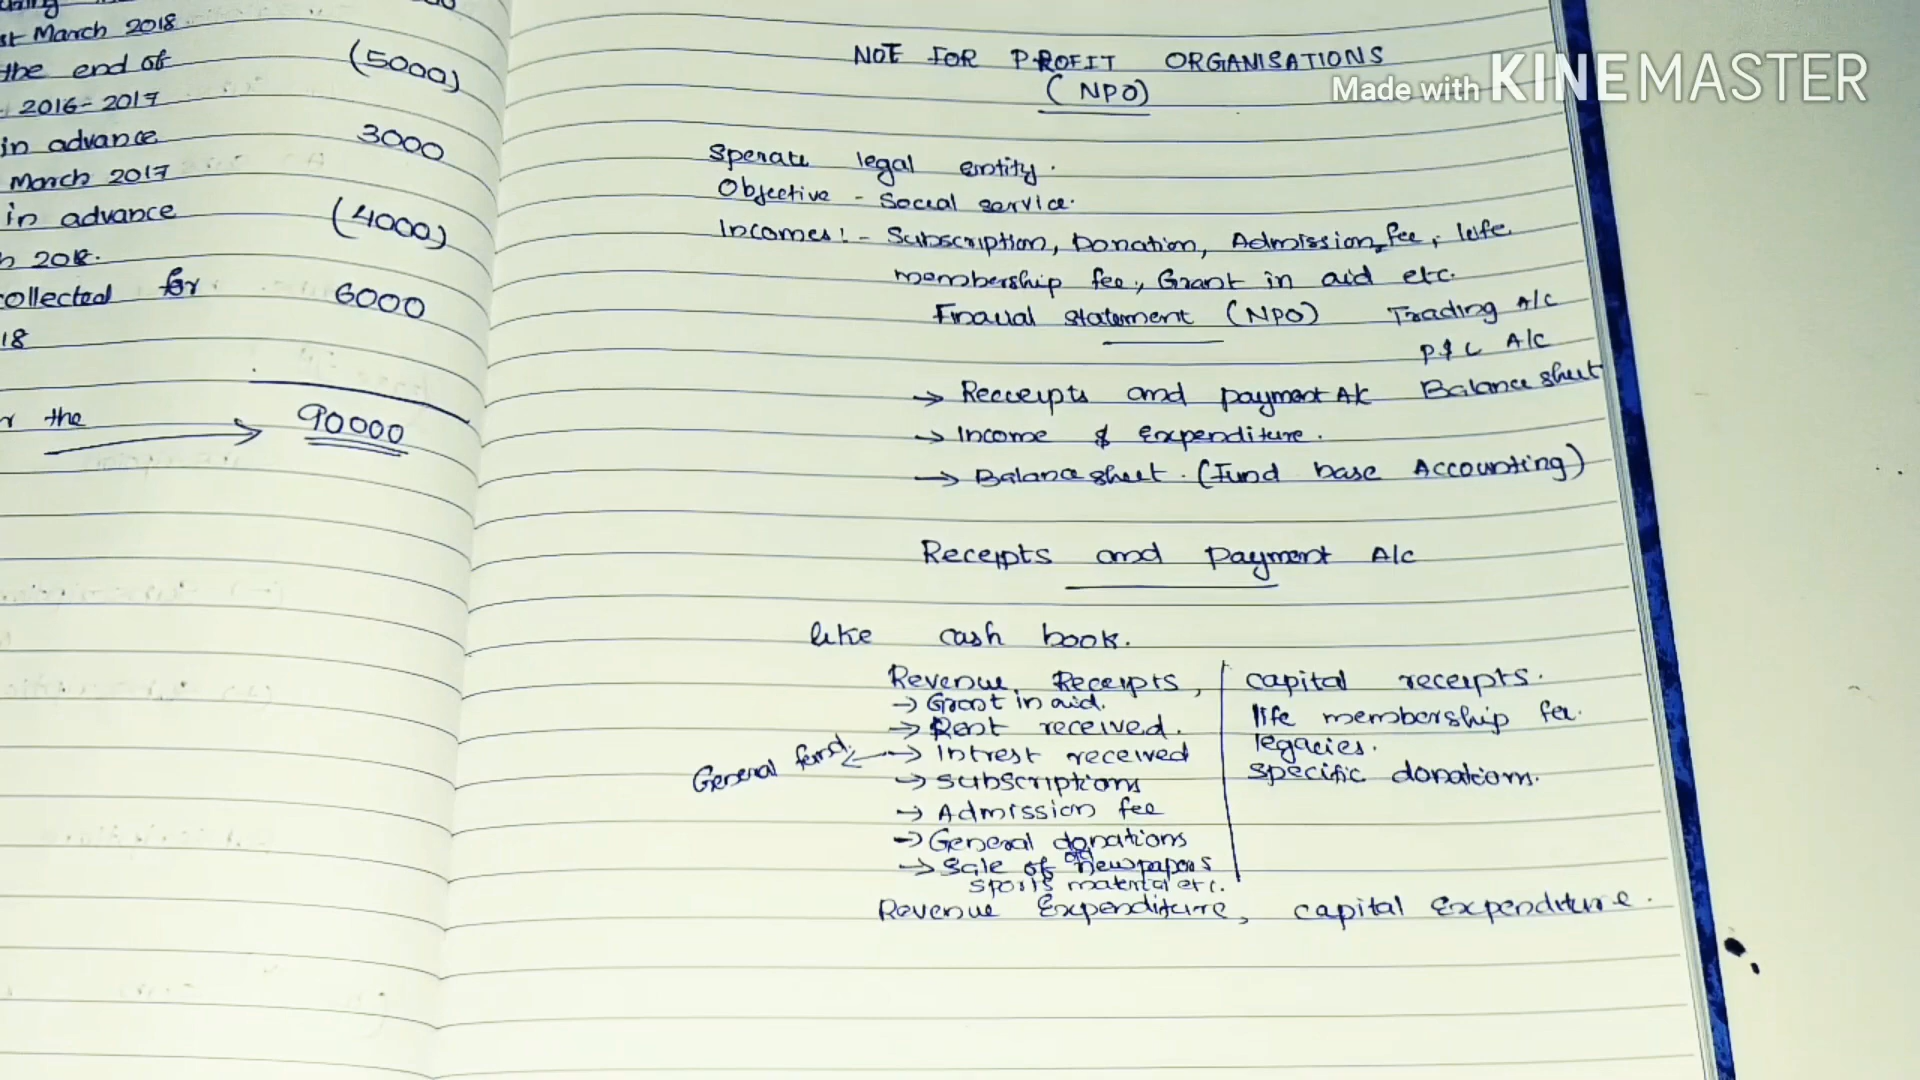 st March 2018
the end of (5000)
2016-2017
in advance 3000
March 2017
in advance (4000)
collected for 6000
18
the 90000
NOT FOR PROFIT ORGANISATIONS
(NPO)
Made with KINEMASTER
Sperate legal entity.
Objective - Social service.
Incomes:- Subscription, Donation, Admission fee, life
membership fee, Grant in aid etc.
Finaual statement (NPO) Trading A/c
P & L A/c
→ Receipts and payment A/c Balance sheet
→ Income & Expenditure.
→ Balance sheet. (Fund base Accounting)
Receipts and payment A/c
like cash book.
Revenue Receipts, capital receipts.
→ Grant in aid.
→ Rent received. life membership fee.
General fund ← → Intrest received legacies.
→ subscriptions specific donations.
→ Admission fee
→ General donations
→ Sale of old newspapers
sports material etc.
Revenue Expenditure, capital Expenditure.